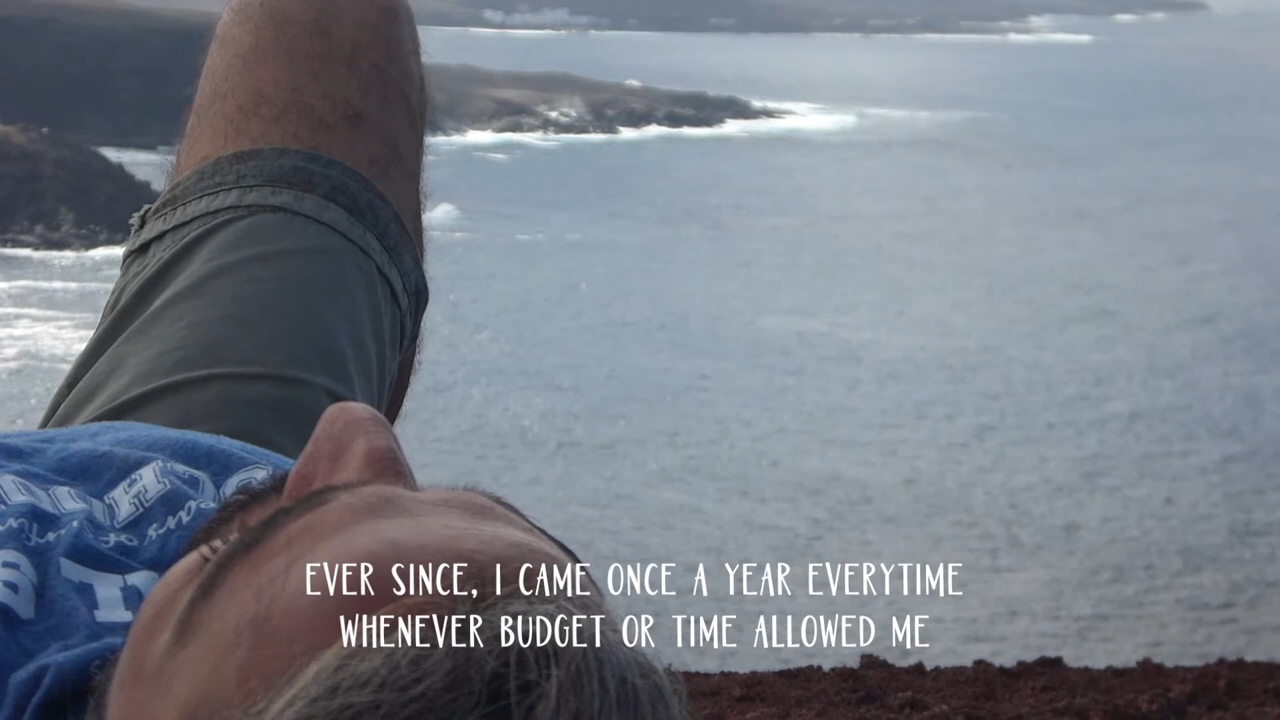 EVER SINCE, I CAME ONCE A YEAR EVERYTIME
WHENEVER BUDGET OR TIME ALLOWED ME